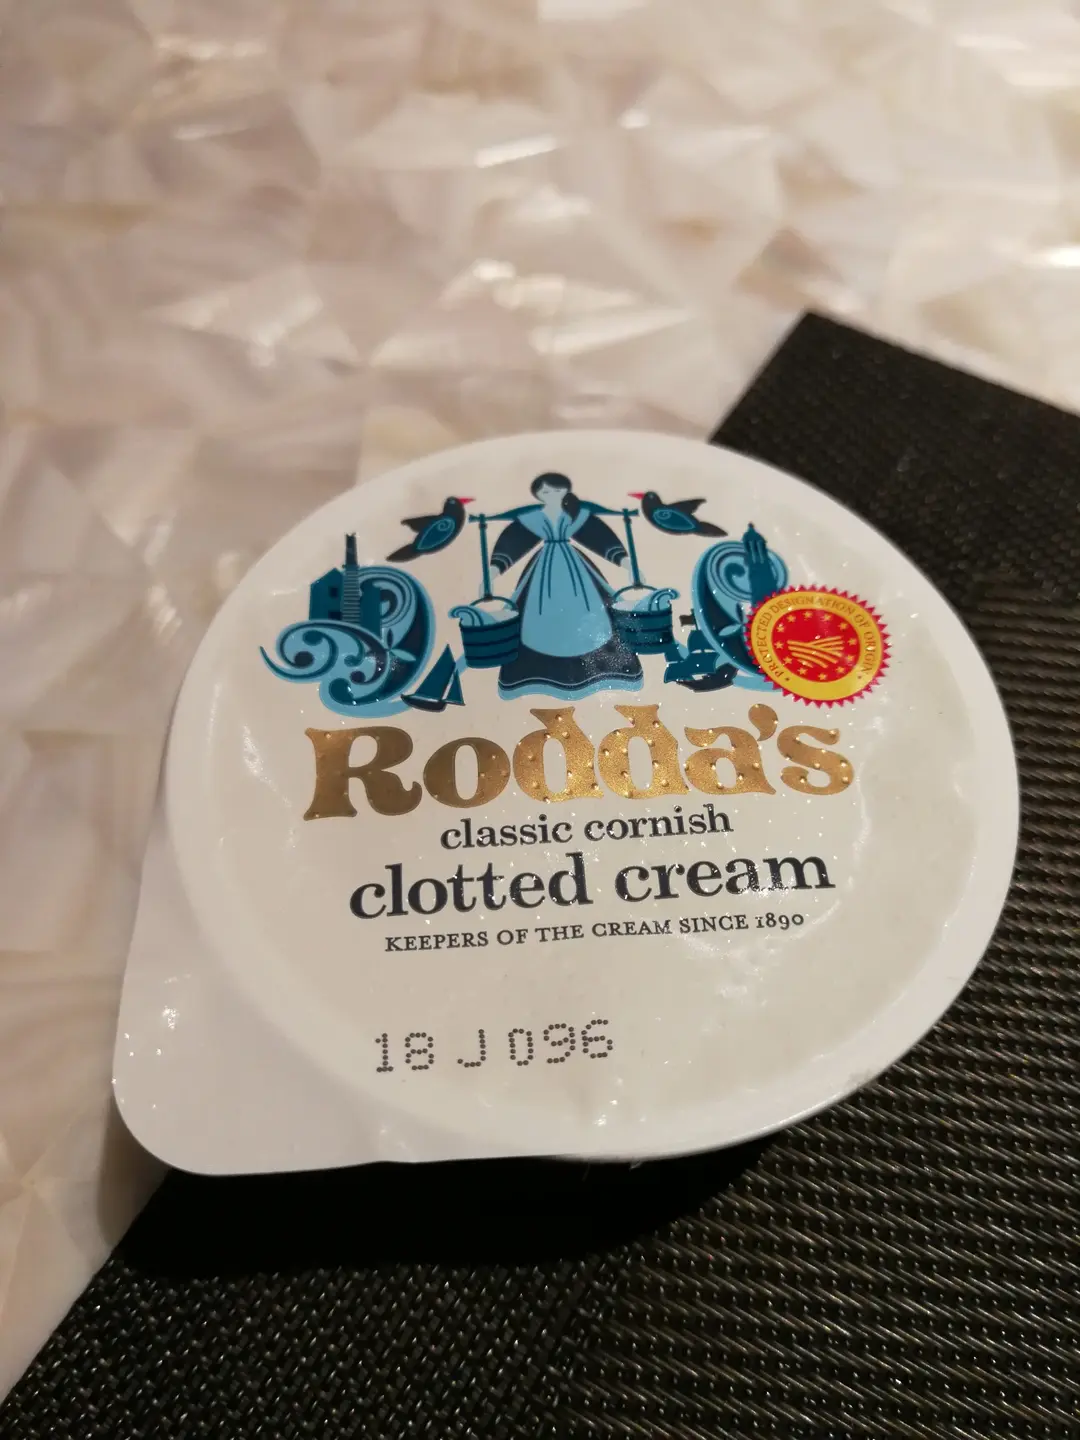 PROTECTED DESIGNATION OF ORIGIN
Rodda's
classic cornish
clotted cream
KEEPERS OF THE CREAM SINCE 1890
18 J 096